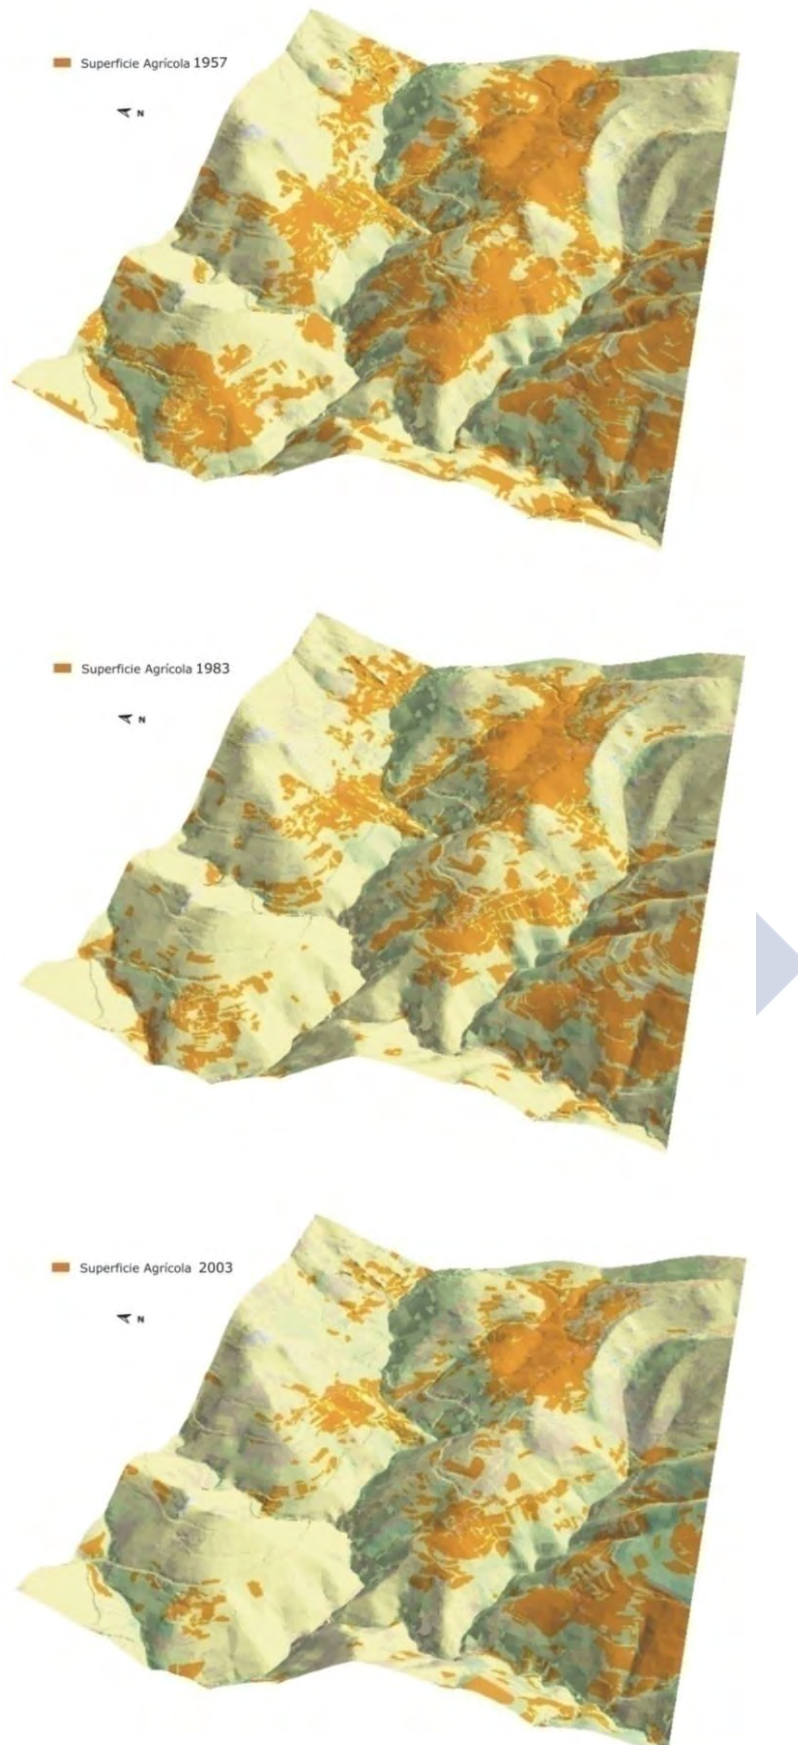 Superficie Agrícola 1957
N
Superficie Agrícola 1983
N
Superficie Agrícola 2003
N